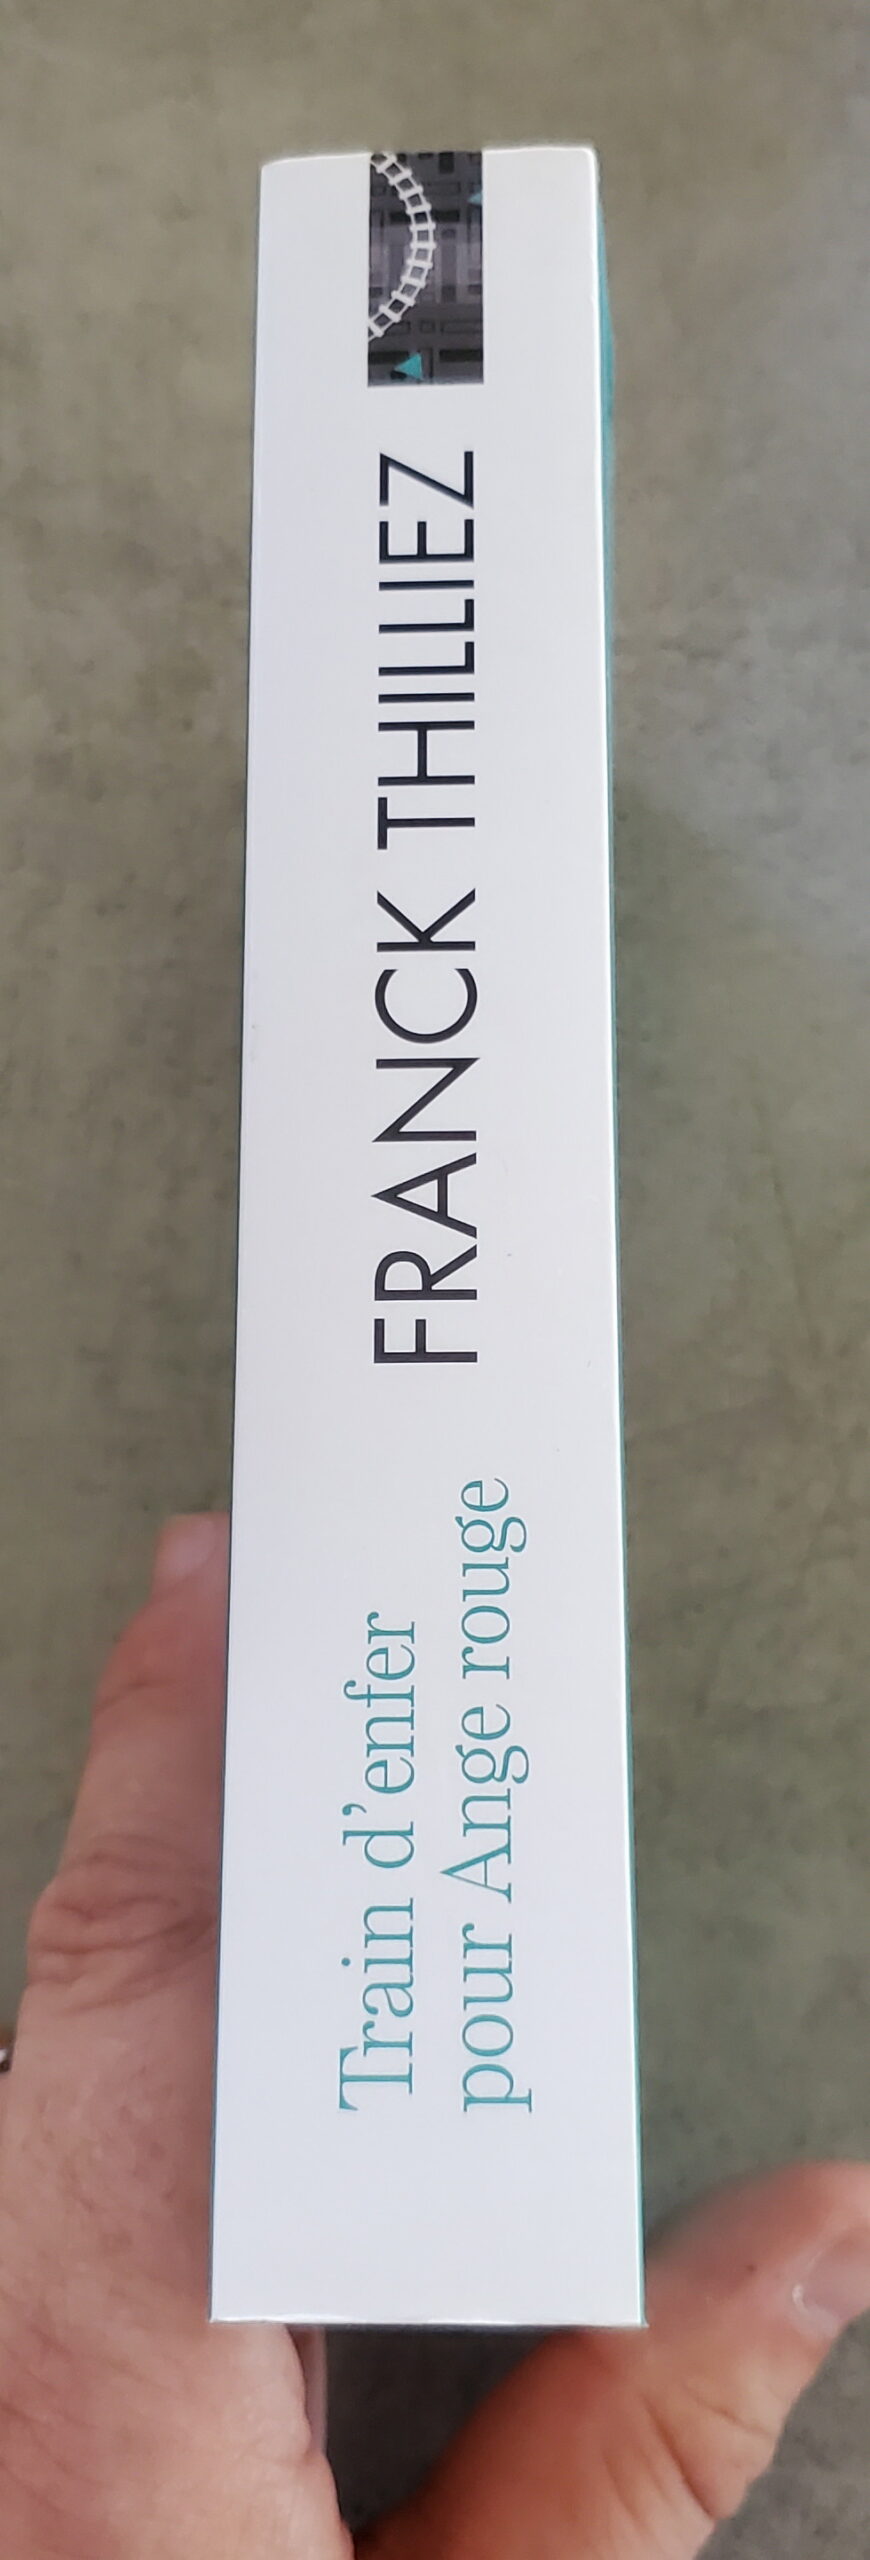 Train d'enfer
pour Ange rouge
FRANCK THILLIEZ